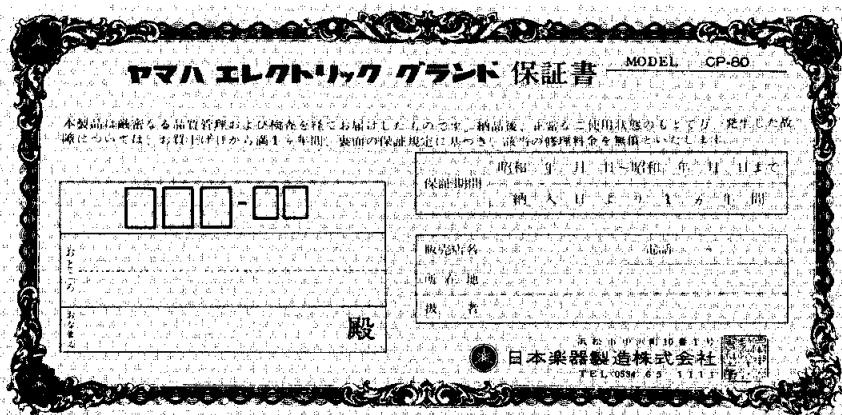 ヤマハ エレクトリック グランド 保証書 MODEL CP-80
本製品は厳密なる品質管理および検査を経てお届けしたものです。納品後、正常なご使用状態のもとで万一発生した故
障については、お買上げ日から満1ヶ年間、裏面の保証規定に基づき、該当の修理料金を無償といたします。
保証期間
昭和 年 月 日〜昭和 年 月 日まで
納入日より1ヶ年間
-
おところ
おなまえ
殿
販売店名 電話
所在地
扱者
浜松市中沢町10番1号
日本楽器製造株式会社
TEL 0534 65 1111